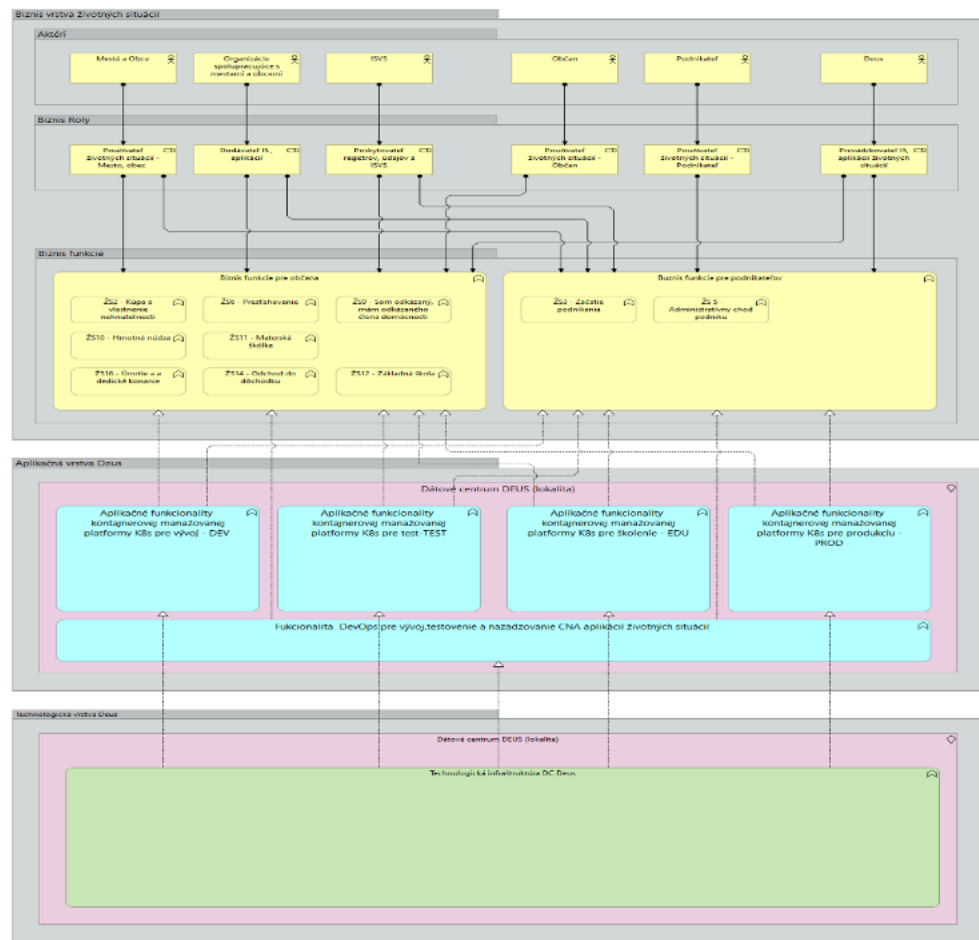 Biznis vrstva životných situácií
Aktéri
Mestá a Obce
Organizácie
spolupracujúce s
mestami a obcami
ISVS
Občan
Podnikateľ
Deus
Biznis Roly
Používateľ
životných situácií -
Mesto, obec
Dodávateľ IS,
aplikácií
Poskytovateľ
registrov, údajov a
ISVS
Používateľ
životných situácií -
Občan
Používateľ
životných situácií -
Podnikateľ
Prevádzkovateľ IS,
aplikácií životných
situácií
Biznis funkcie
Biznis funkcie pre občana
ŽS2 - Kúpa a
vlastnenie
nehnuteľnosti
ŽS6 - Presťahovanie
ŽS9 - Som odkázaný,
mám odkázaného
člena domácnosti
ŽS10 - Hmotná núdza
ŽS11 - Materská
škôlka
ŽS16 - Úmrtie a a
dedičské konanie
ŽS14 - Odchod do
dôchodku
ŽS12 - Základná škola
Buznis funkcie pre podnikateľov
ŽS3 - Začatie
podnikania
ŽS 5 -
Administratívny chod
podniku
Aplikačná vrstva Deus
Dátové centrum DEUS (lokalita)
Aplikačné funkcionality
kontajnerovej manažovanej
platformy K8s pre vývoj - DEV
Aplikačné funkcionality
kontajnerovej manažovanej
platformy K8s pre test-TEST
Aplikačné funkcionality
kontajnerovej manažovanej
platformy K8s pre školenie - EDU
Aplikačné funkcionality
kontajnerovej manažovanej
platformy K8s pre produkciu -
PROD
Fukcionalita DevOps pre vývoj,testovenie a nazadzovanie CNA aplikácií životných situácií
Technologická vrstva Deus
Dátové centrum DEUS (lokalita)
Technologická infraštruktúra DC Deus